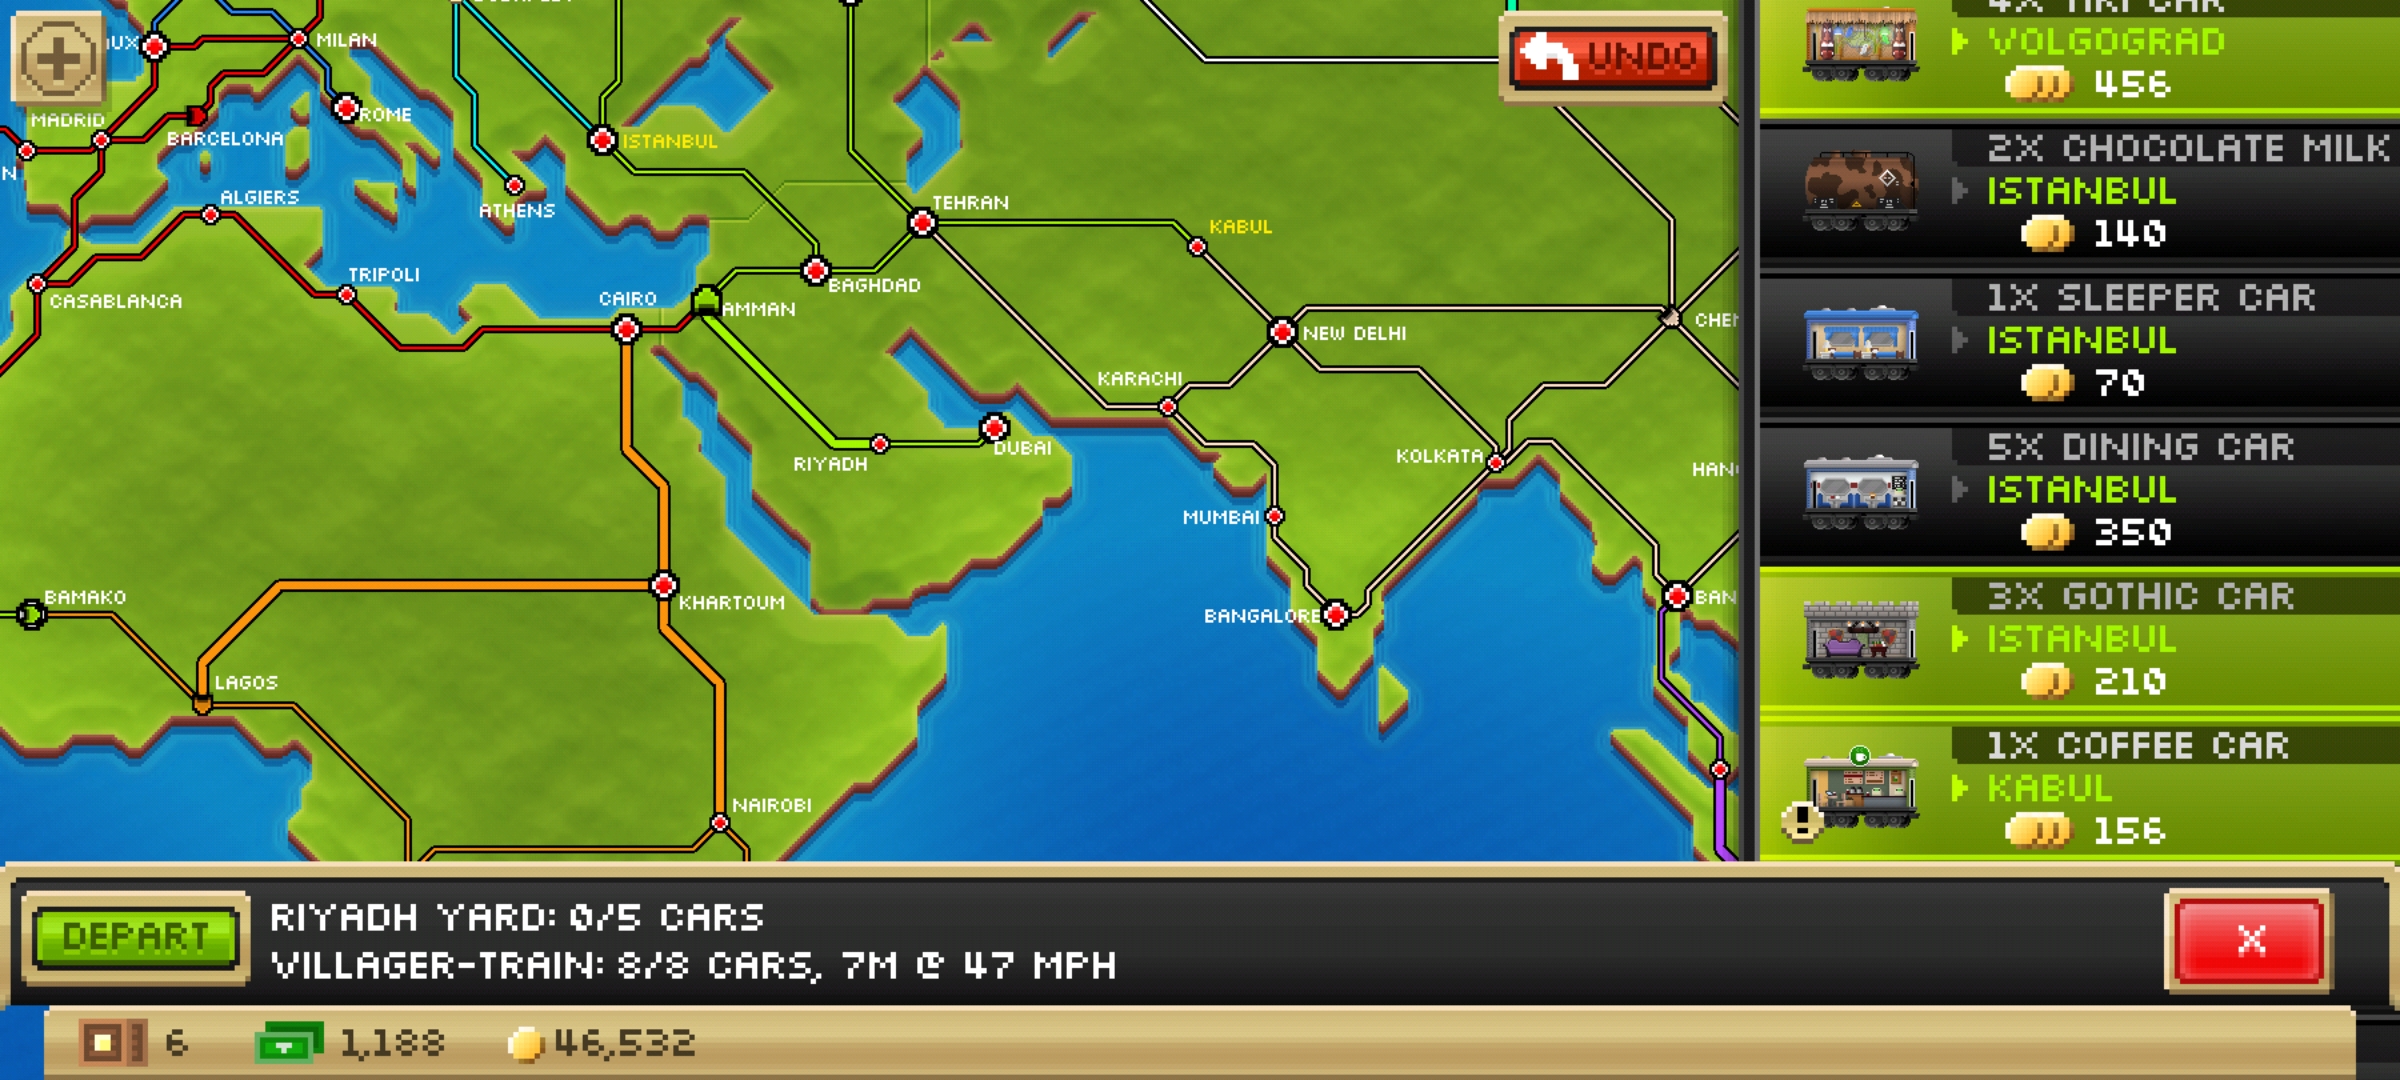 MILAN
UNDO
VOLGOGRAD
456
MADRID
ROME
BARCELONA
ISTANBUL
2X CHOCOLATE MILK
ISTANBUL
140
ALGIERS
ATHENS
TEHRAN
KABUL
TRIPOLI
CASABLANCA
CAIRO
AMMAN
BAGHDAD
NEW DELHI
CHE
1X SLEEPER CAR
ISTANBUL
70
KARACHI
RIYADH
DUBAI
KOLKATA
HAN
5X DINING CAR
ISTANBUL
350
MUMBAI
BAMAKO
KHARTOUM
BANGALORE
BAN
3X GOTHIC CAR
ISTANBUL
210
LAGOS
NAIROBI
1X COFFEE CAR
KABUL
156
DEPART
RIYADH YARD: 0/5 CARS
VILLAGER-TRAIN: 8/8 CARS, 7M @ 47 MPH
X
6
1,188
46,532